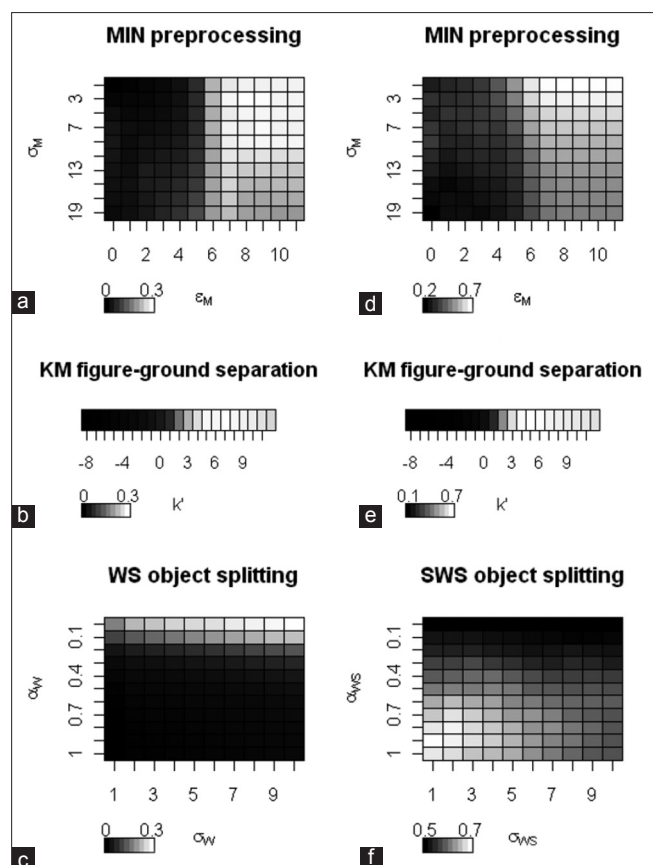 MIN preprocessing
σM
3
7
13
19
0 2 4 6 8 10
0 0.3
εM
a
MIN preprocessing
σM
3
7
13
19
0 2 4 6 8 10
0.2 0.7
εM
d
KM figure-ground separation
-8 -4 0 3 6 9
0 0.3
k'
b
KM figure-ground separation
-8 -4 0 3 6 9
0.1 0.7
k'
e
WS object splitting
αW
0.1
0.4
0.7
1
1 3 5 7 9
0 0.3
σW
c
SWS object splitting
αWS
0.1
0.4
0.7
1
1 3 5 7 9
0.5 0.7
σWS
f